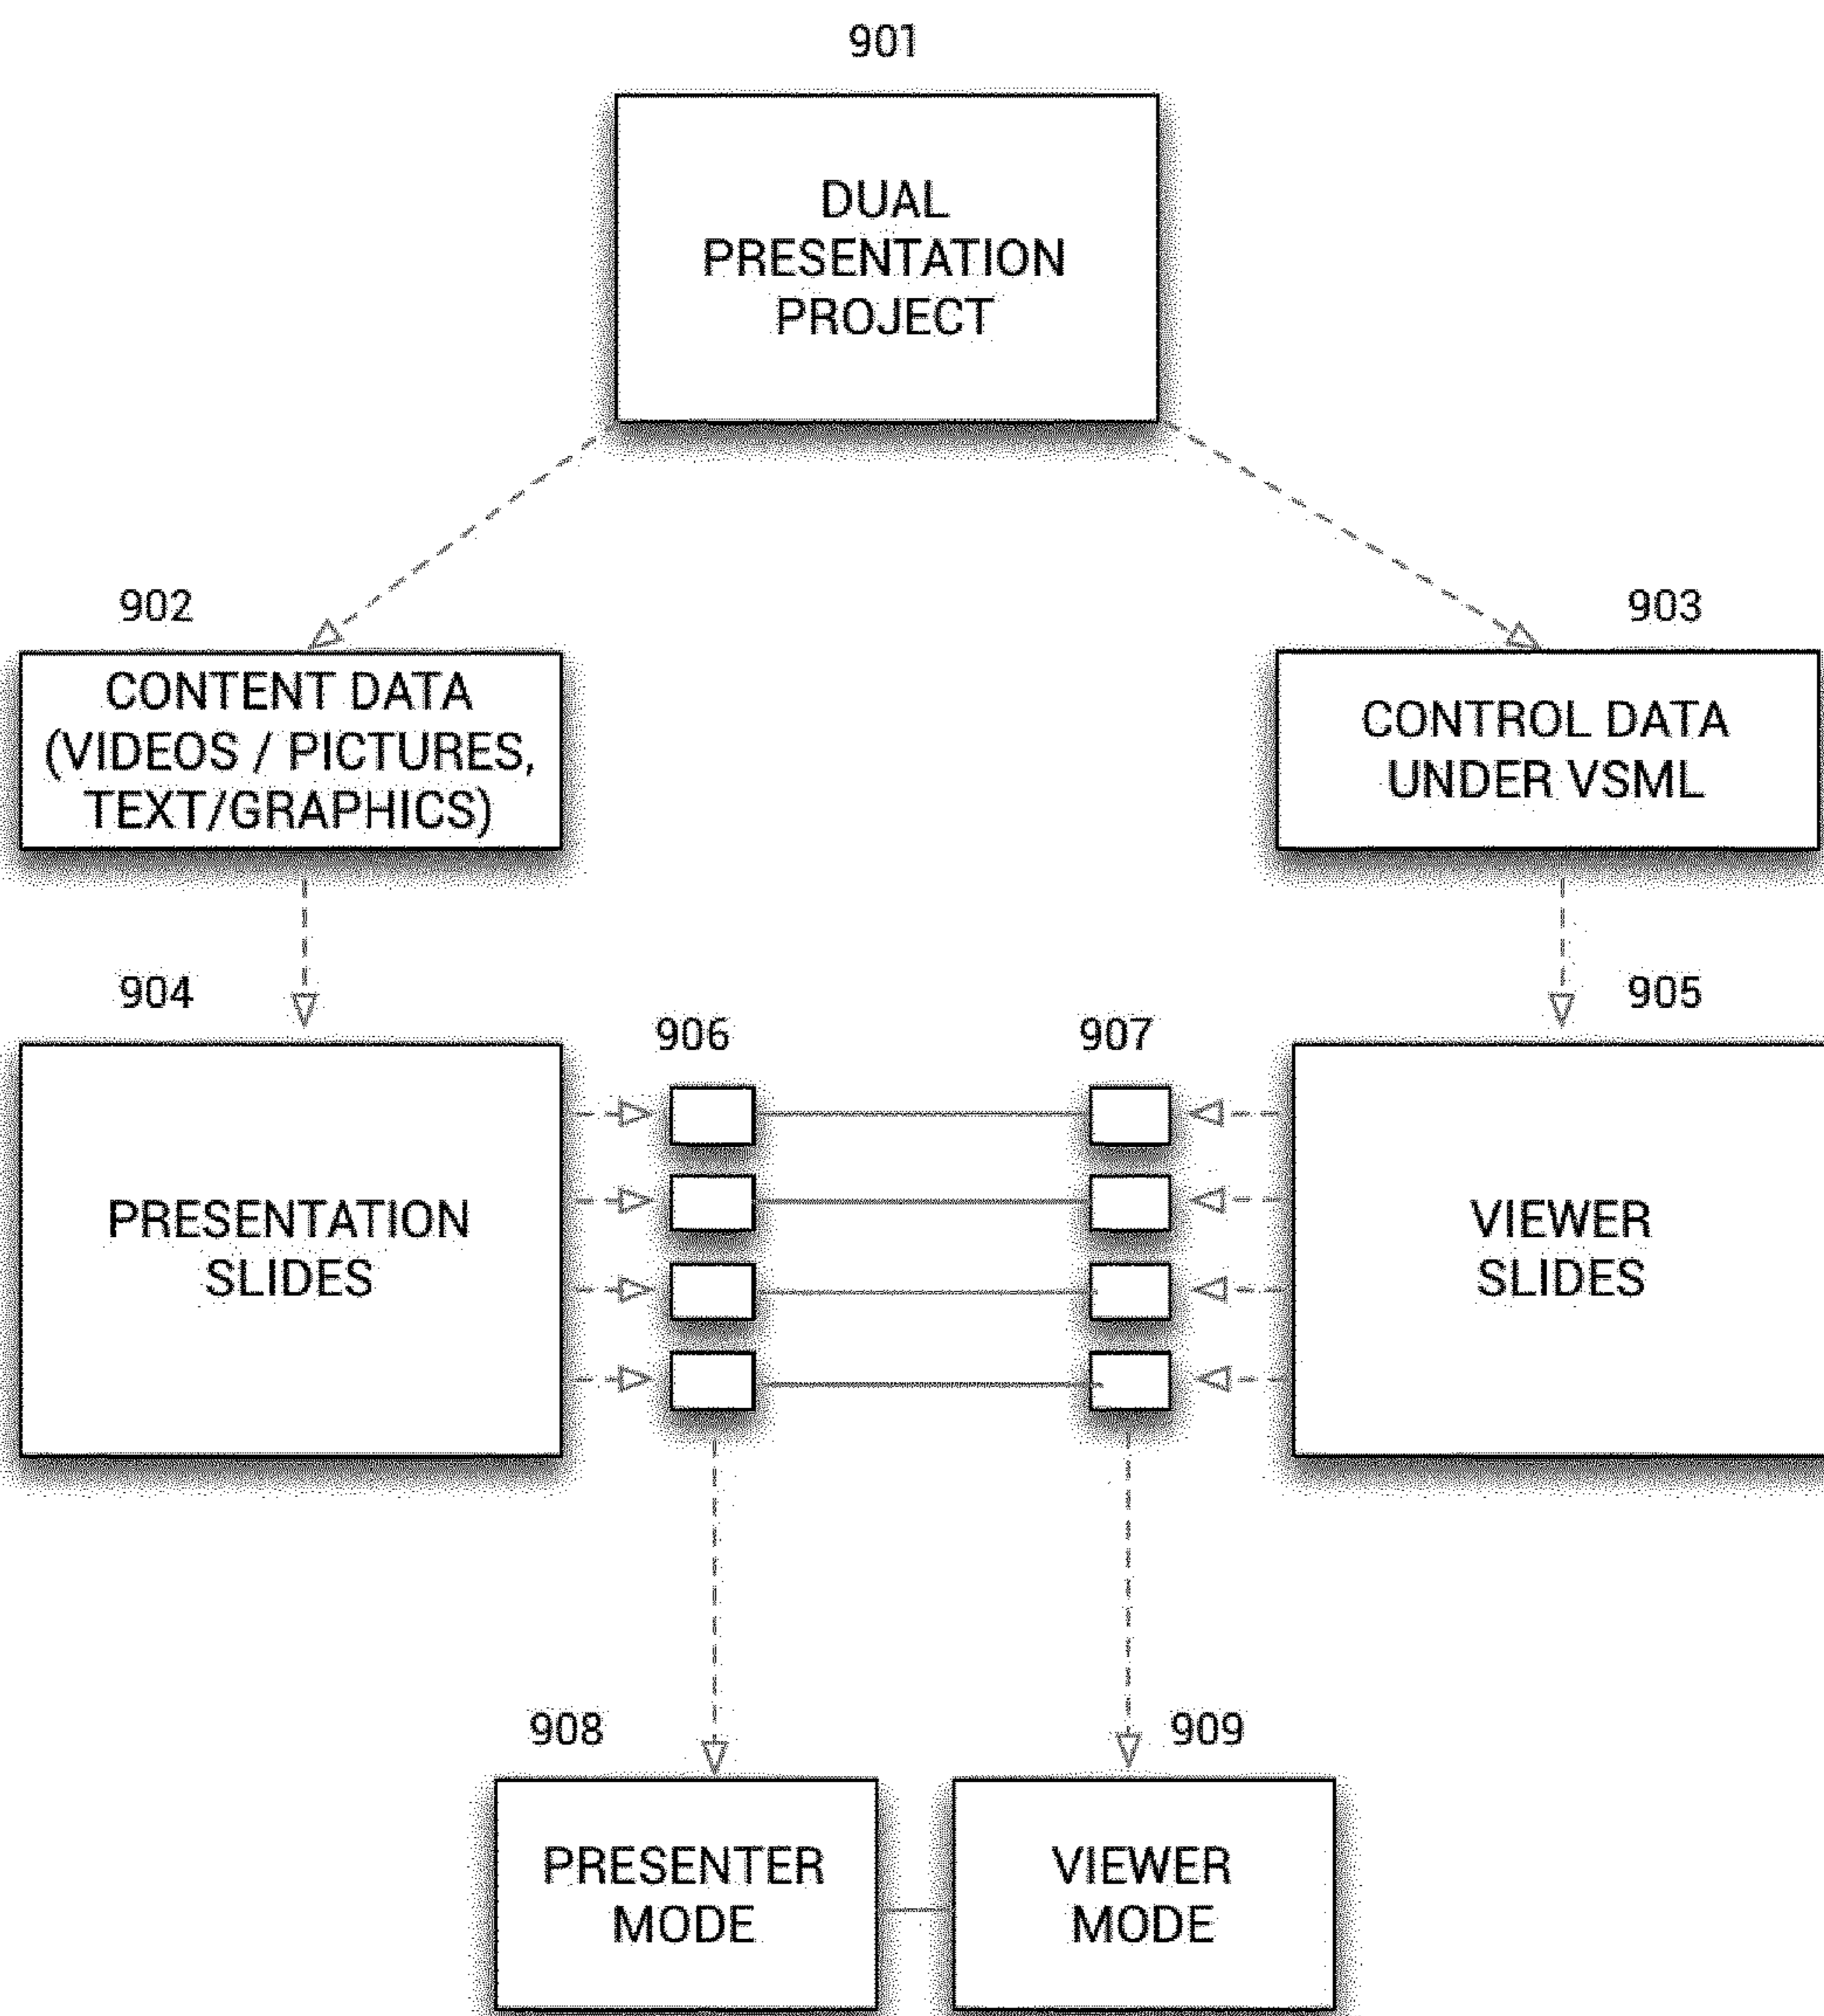 901
DUAL
PRESENTATION
PROJECT
902
903
CONTENT DATA
(VIDEOS / PICTURES,
TEXT/GRAPHICS)
CONTROL DATA
UNDER VSML
904
905
906
907
PRESENTATION
SLIDES
VIEWER
SLIDES
908
909
PRESENTER
MODE
VIEWER
MODE